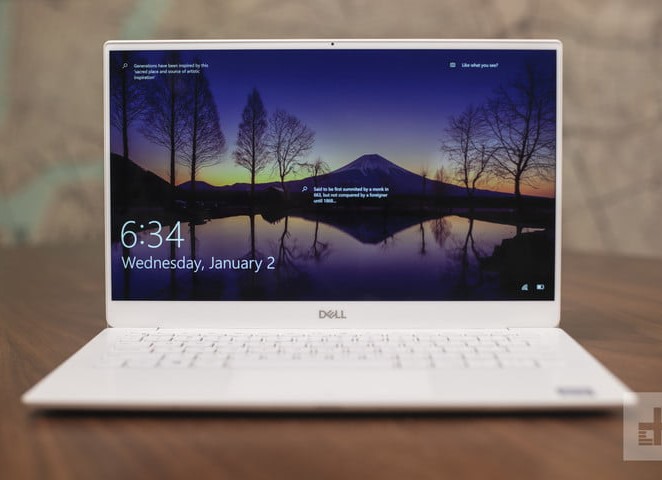 Generations have been inspired by this
'sacred place and source of artistic
inspiration'
Like what you see?
Said to be first summited by a monk in
663, but not conquered by a foreigner
until 1868...
6:34
Wednesday, January 2
DELL